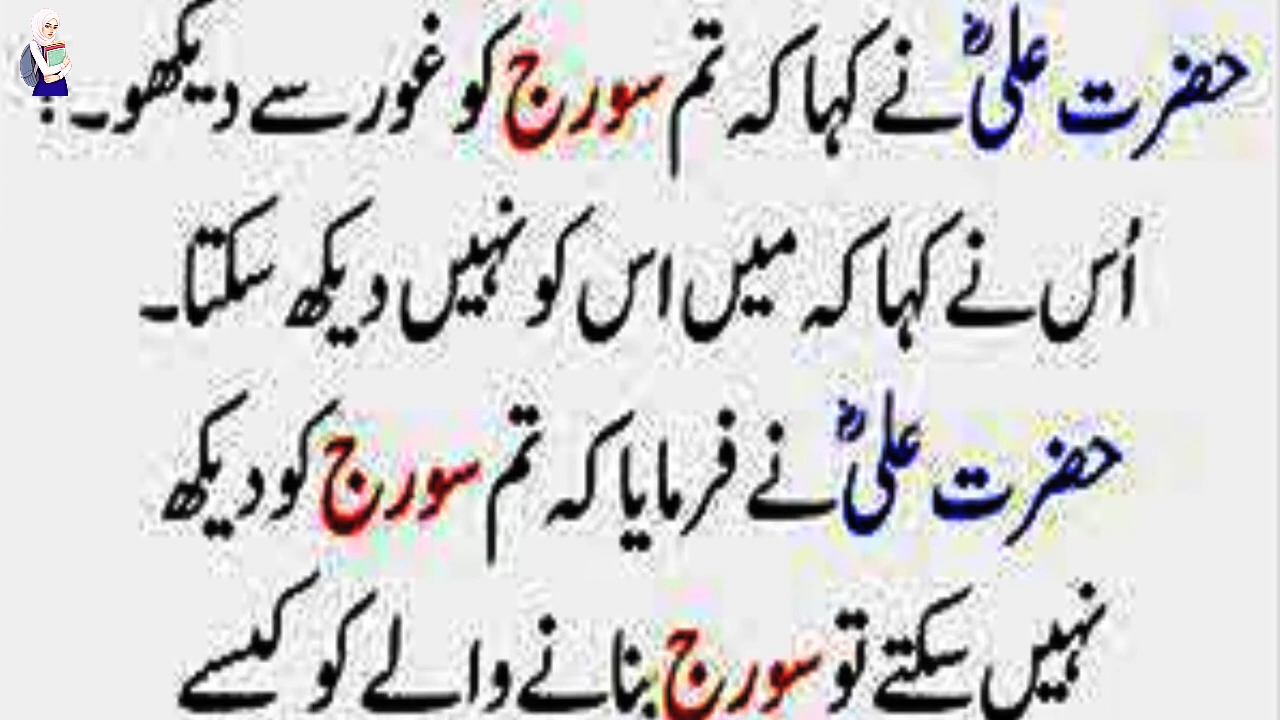 حضرت علیؓ نے کہا کہ تم سورج کو غور سے دیکھو۔!
اُس نے کہا کہ میں اس کو نہیں دیکھ سکتا۔
حضرت علیؓ نے فرمایا کہ تم سورج کو دیکھ
نہیں سکتے تو سورج بنانے والے کو کیسے